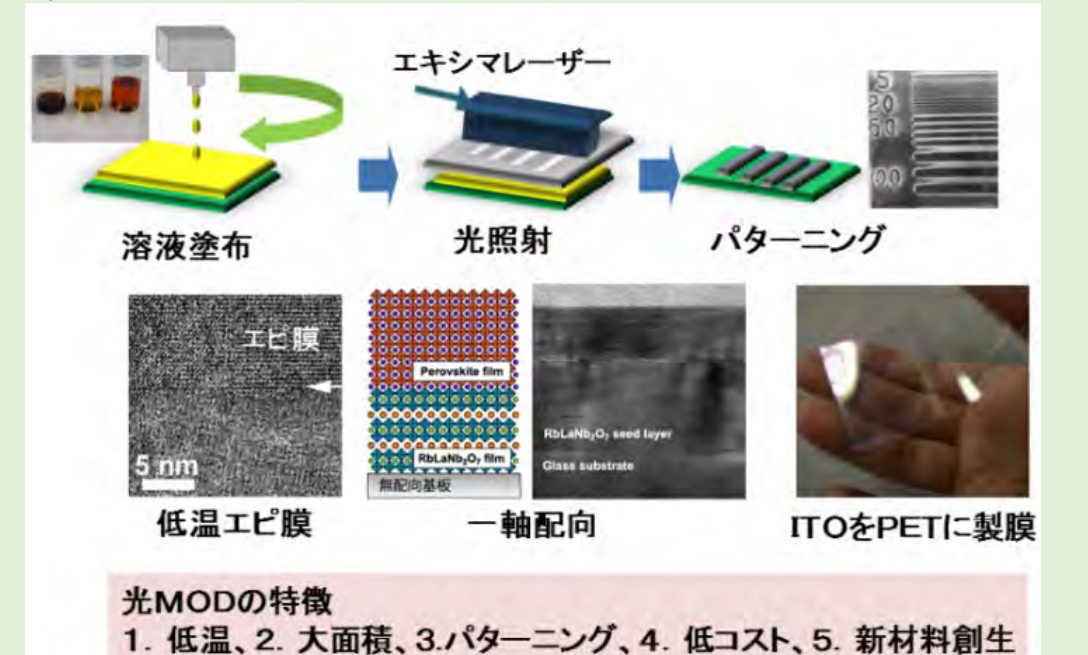 エキシマレーザー
5
20
50
00
溶液塗布
光照射
パターニング
エピ膜
5 nm
Perovskite film
RbLaNb₂O₇ film
無配向基板
RbLaNb₂O₇ seed layer
Glass substrate
低温エピ膜
一軸配向
ITOをPETに製膜
光MODの特徴
1. 低温、2. 大面積、3.パターニング、4. 低コスト、5. 新材料創生